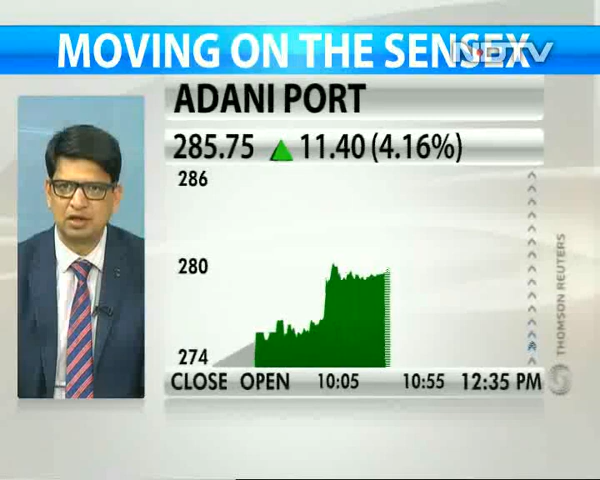 MOVING ON THE SENSEX
NDTV
ADANI PORT
285.75 ▲ 11.40 (4.16%)
286
280
274
CLOSE OPEN 10:05 10:55 12:35 PM
THOMSON REUTERS